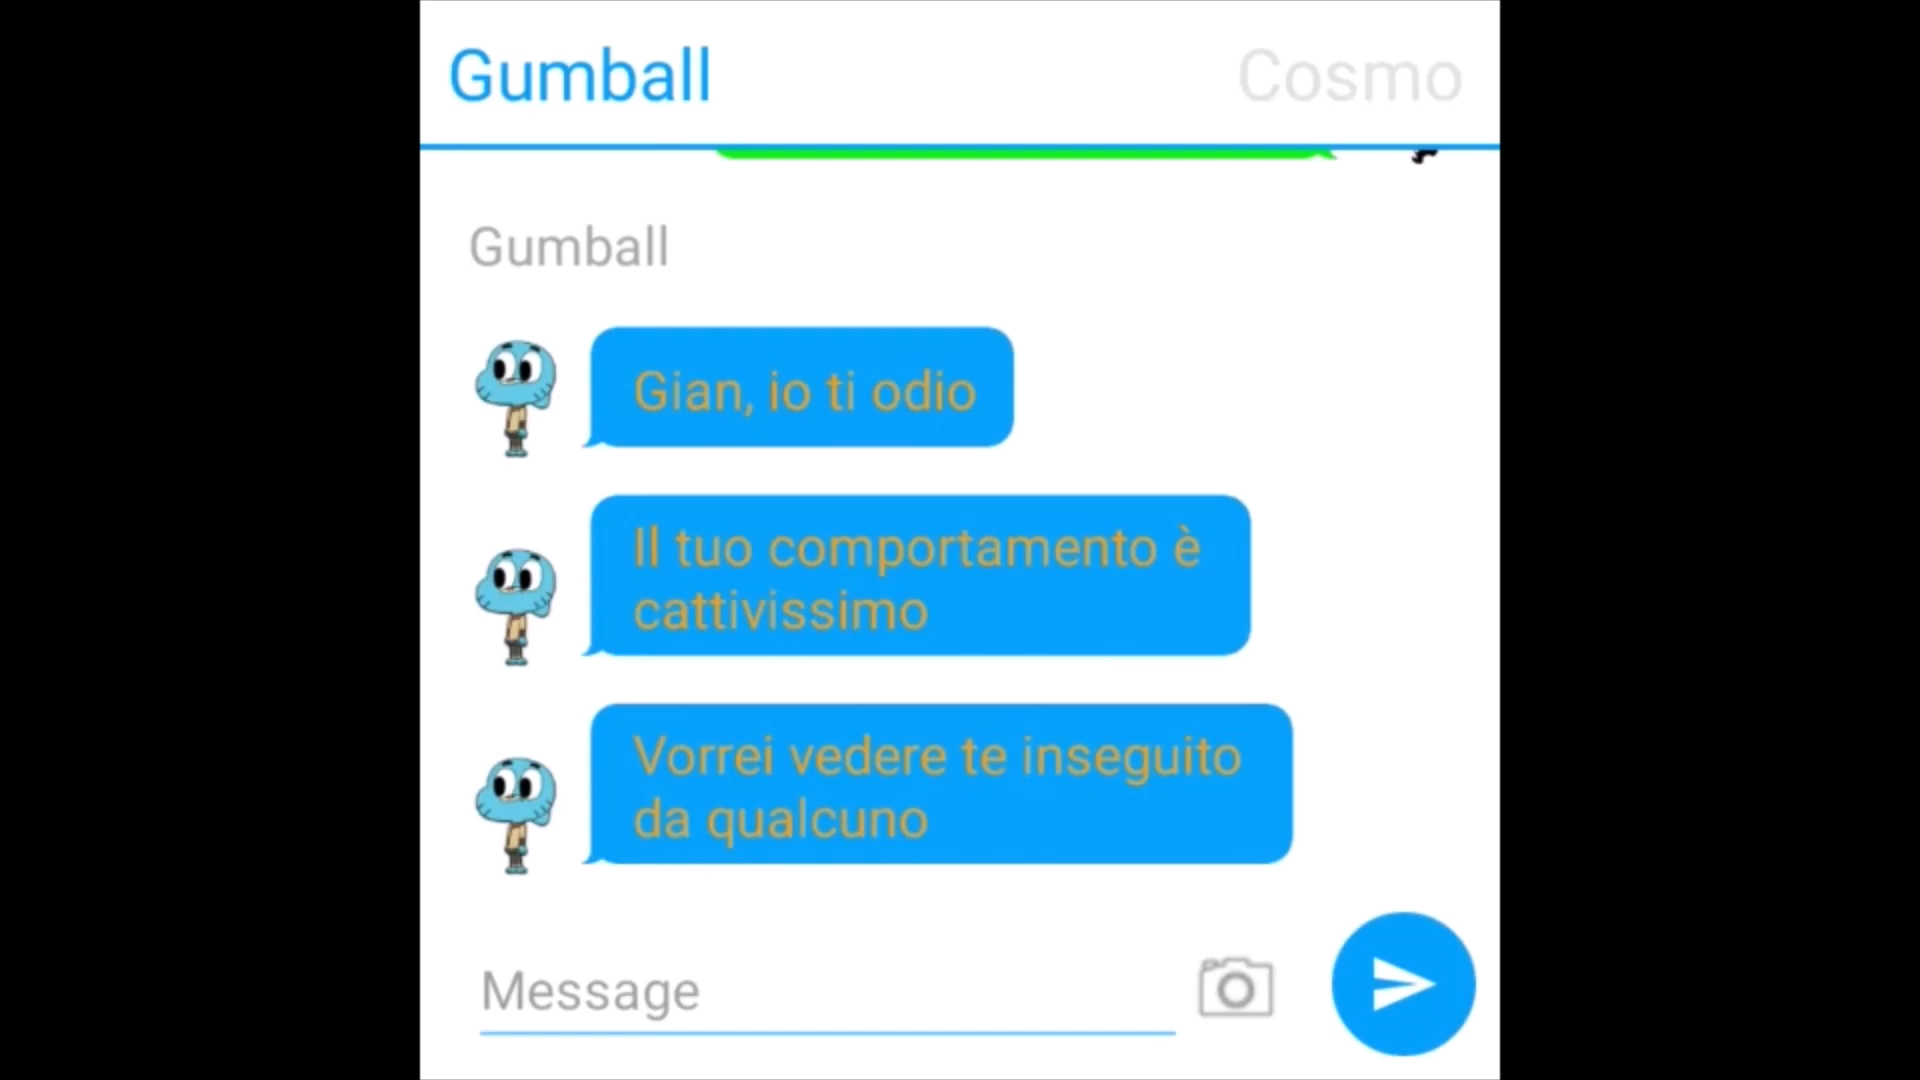 Gumball Cosmo
Gumball
Gian, io ti odio
Il tuo comportamento è
cattivissimo
Vorrei vedere te inseguito
da qualcuno
Message